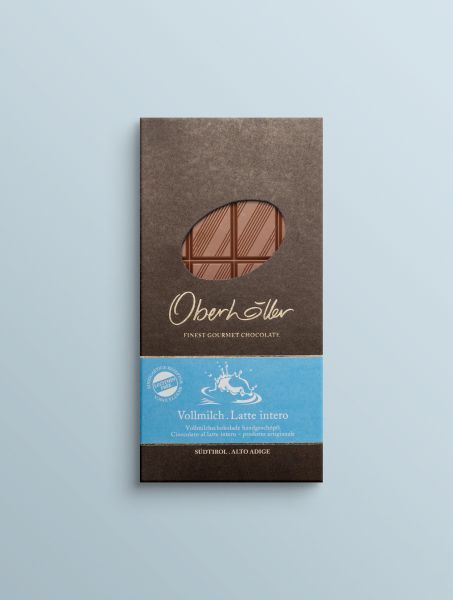 Oberhöller
FINEST GOURMET CHOCOLATE
Vollmilch . Latte intero
Vollmilchschokolade handgeschöpft
Cioccolato al latte intero – prodotto artigianale
SÜDTIROL . ALTO ADIGE